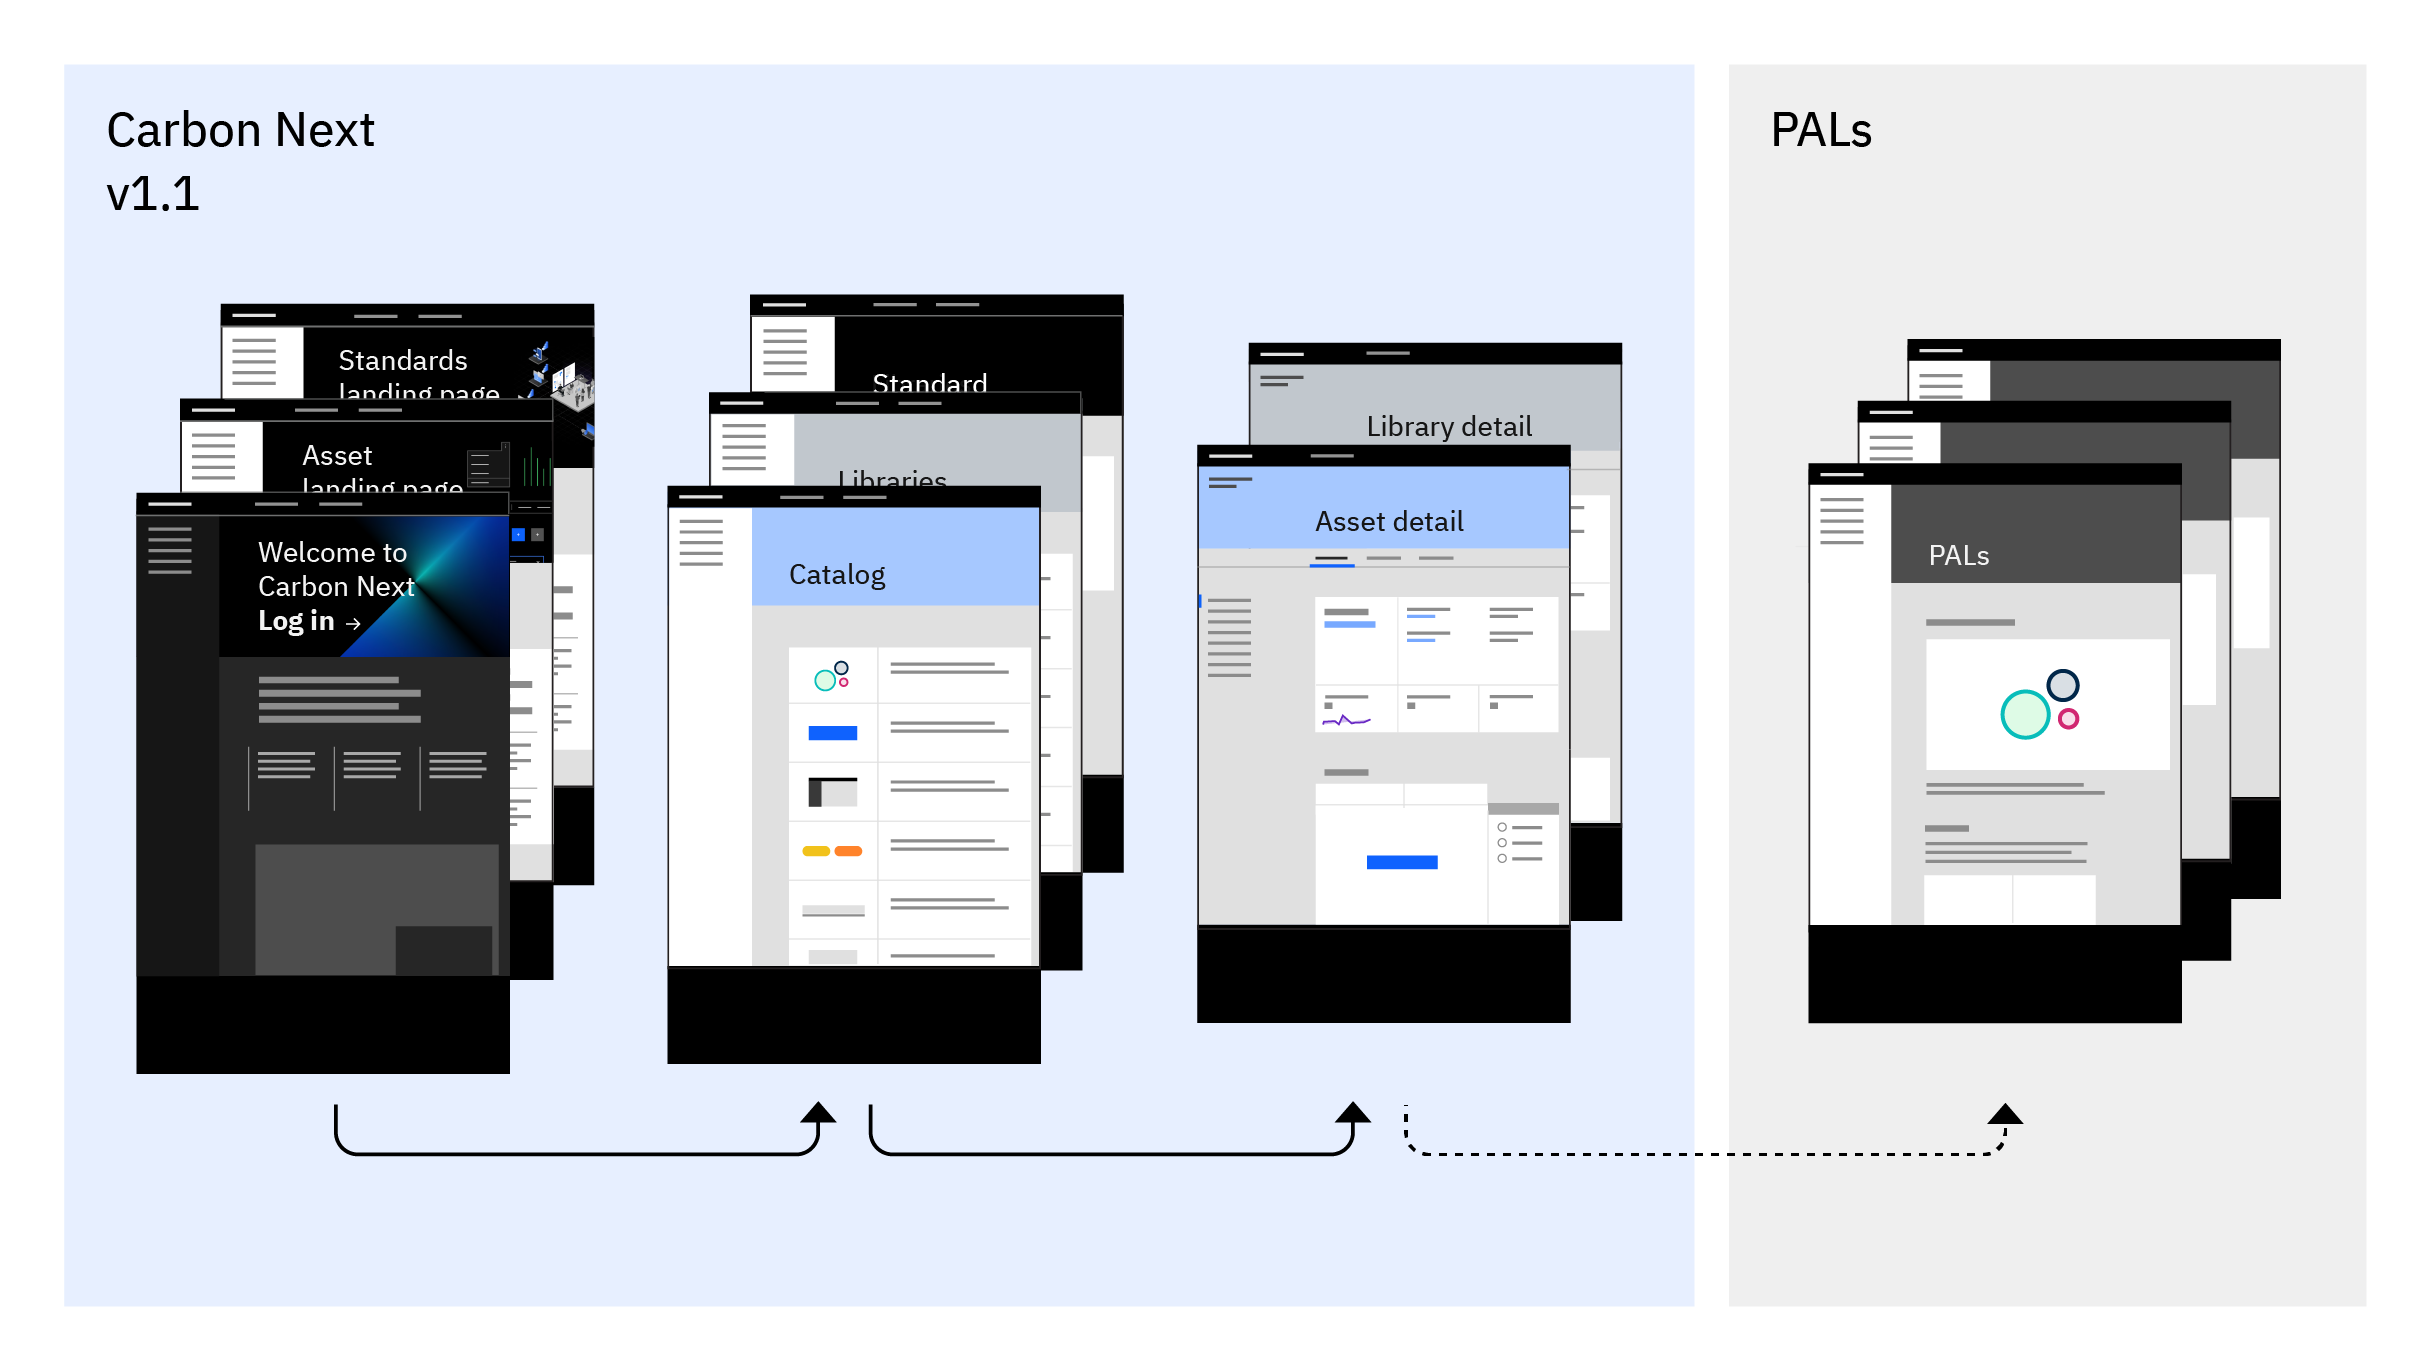 Carbon Next
v1.1
PALs
Standards
landing page
Asset
landing page
Welcome to
Carbon Next
Log in →
Standard
Libraries
Catalog
Library detail
Asset detail
PALs